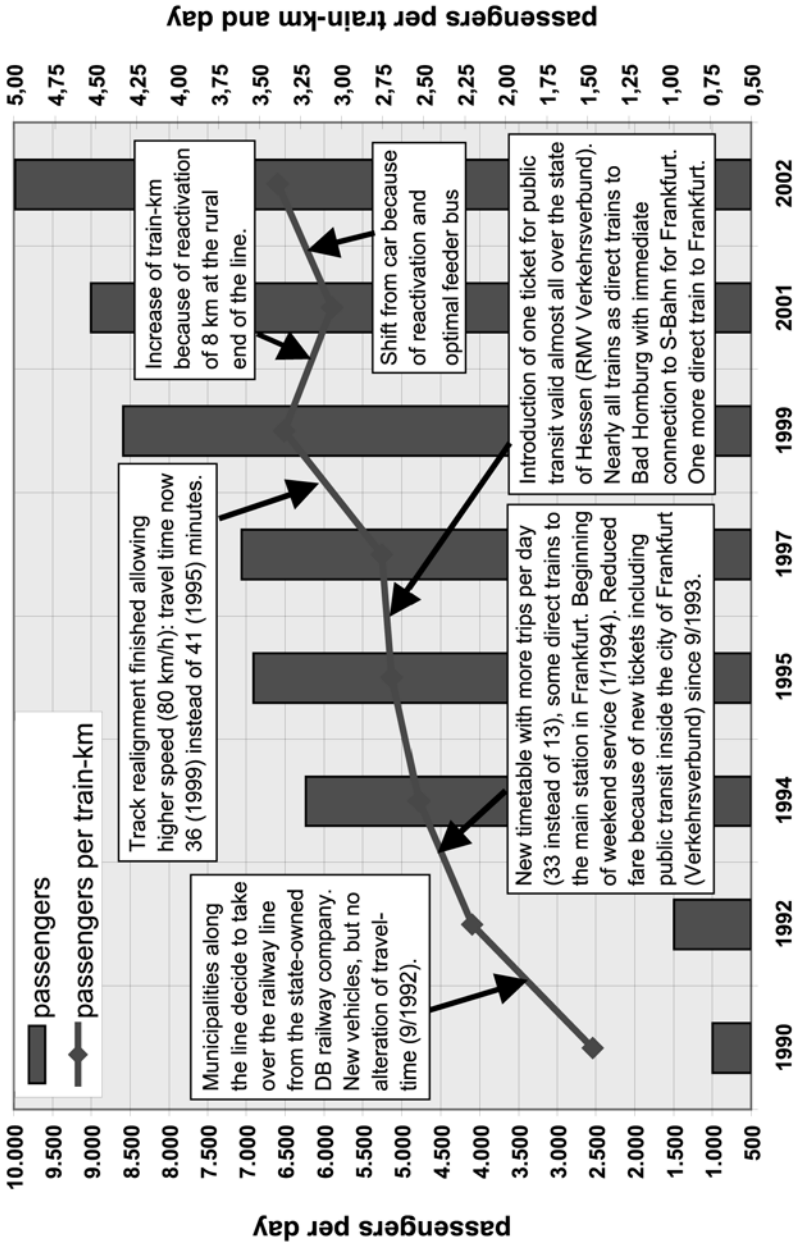 passengers per day
10.000
9.500
9.000
8.500
8.000
7.500
7.000
6.500
6.000
5.500
5.000
4.500
4.000
3.500
3.000
2.500
2.000
1.500
1.000
500
passengers
passengers per train-km
Municipalities along
the line decide to take
over the railway line
from the state-owned
DB railway company.
New vehicles, but no
alteration of travel-
time (9/1992).
Track realignment finished allowing
higher speed (80 km/h): travel time now
36 (1999) instead of 41 (1995) minutes.
New timetable with more trips per day
(33 instead of 13), some direct trains to
the main station in Frankfurt. Beginning
of weekend service (1/1994). Reduced
fare because of new tickets including
public transit inside the city of Frankfurt
(Verkehrsverbund) since 9/1993.
Increase of train-km
because of reactivation
of 8 km at the rural
end of the line.
Shift from car because
of reactivation and
optimal feeder bus
Introduction of one ticket for public
transit valid almost all over the state
of Hessen (RMV Verkehrsverbund).
Nearly all trains as direct trains to
Bad Homburg with immediate
connection to S-Bahn for Frankfurt.
One more direct train to Frankfurt.
1990
1992
1994
1995
1997
1999
2001
2002
5,00
4,75
4,50
4,25
4,00
3,75
3,50
3,25
3,00
2,75
2,50
2,25
2,00
1,75
1,50
1,25
1,00
0,75
0,50
passengers per train-km and day